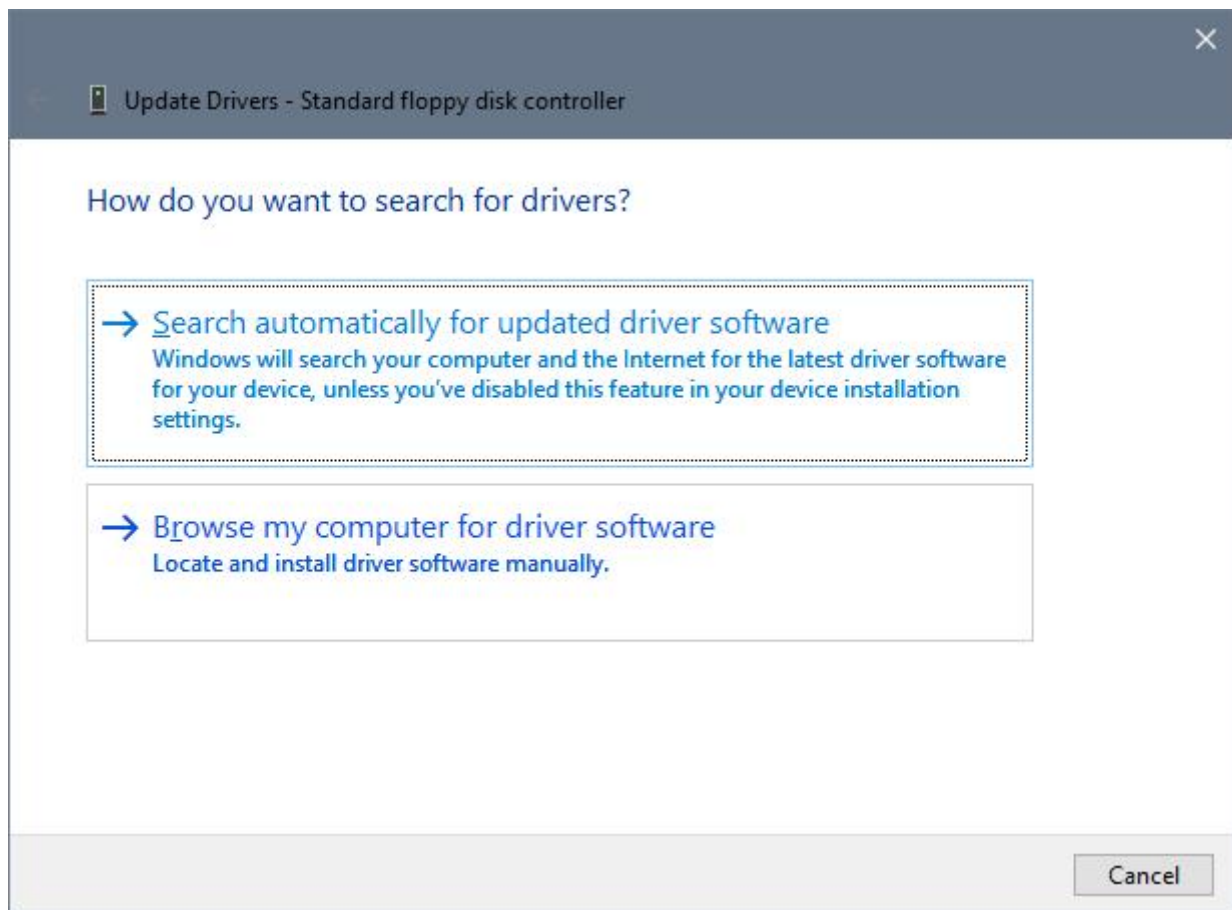 Update Drivers - Standard floppy disk controller
How do you want to search for drivers?
Search automatically for updated driver software
Windows will search your computer and the Internet for the latest driver software
for your device, unless you've disabled this feature in your device installation
settings.
Browse my computer for driver software
Locate and install driver software manually.
Cancel